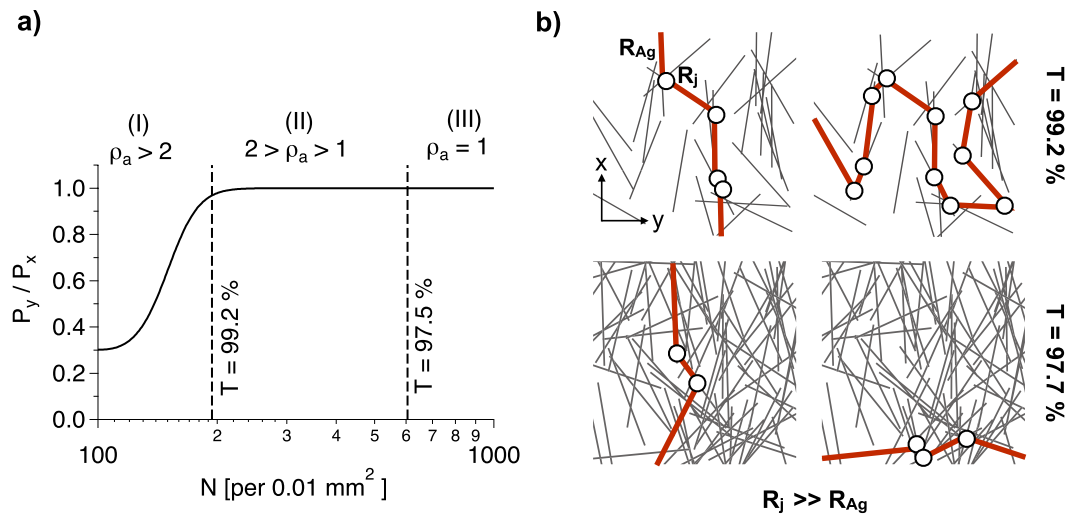 a)
(I)
ρa > 2
(II)
2 > ρa > 1
(III)
ρa = 1
1.0
0.8
0.6
0.4
0.2
0.0
Py / Px
T = 99.2 %
T = 97.5 %
100
2
3
4
5
6
7
8
9
1000
N [per 0.01 mm²]
b)
RAg
Rj
x
y
T = 99.2 %
T = 97.7 %
Rj >> RAg